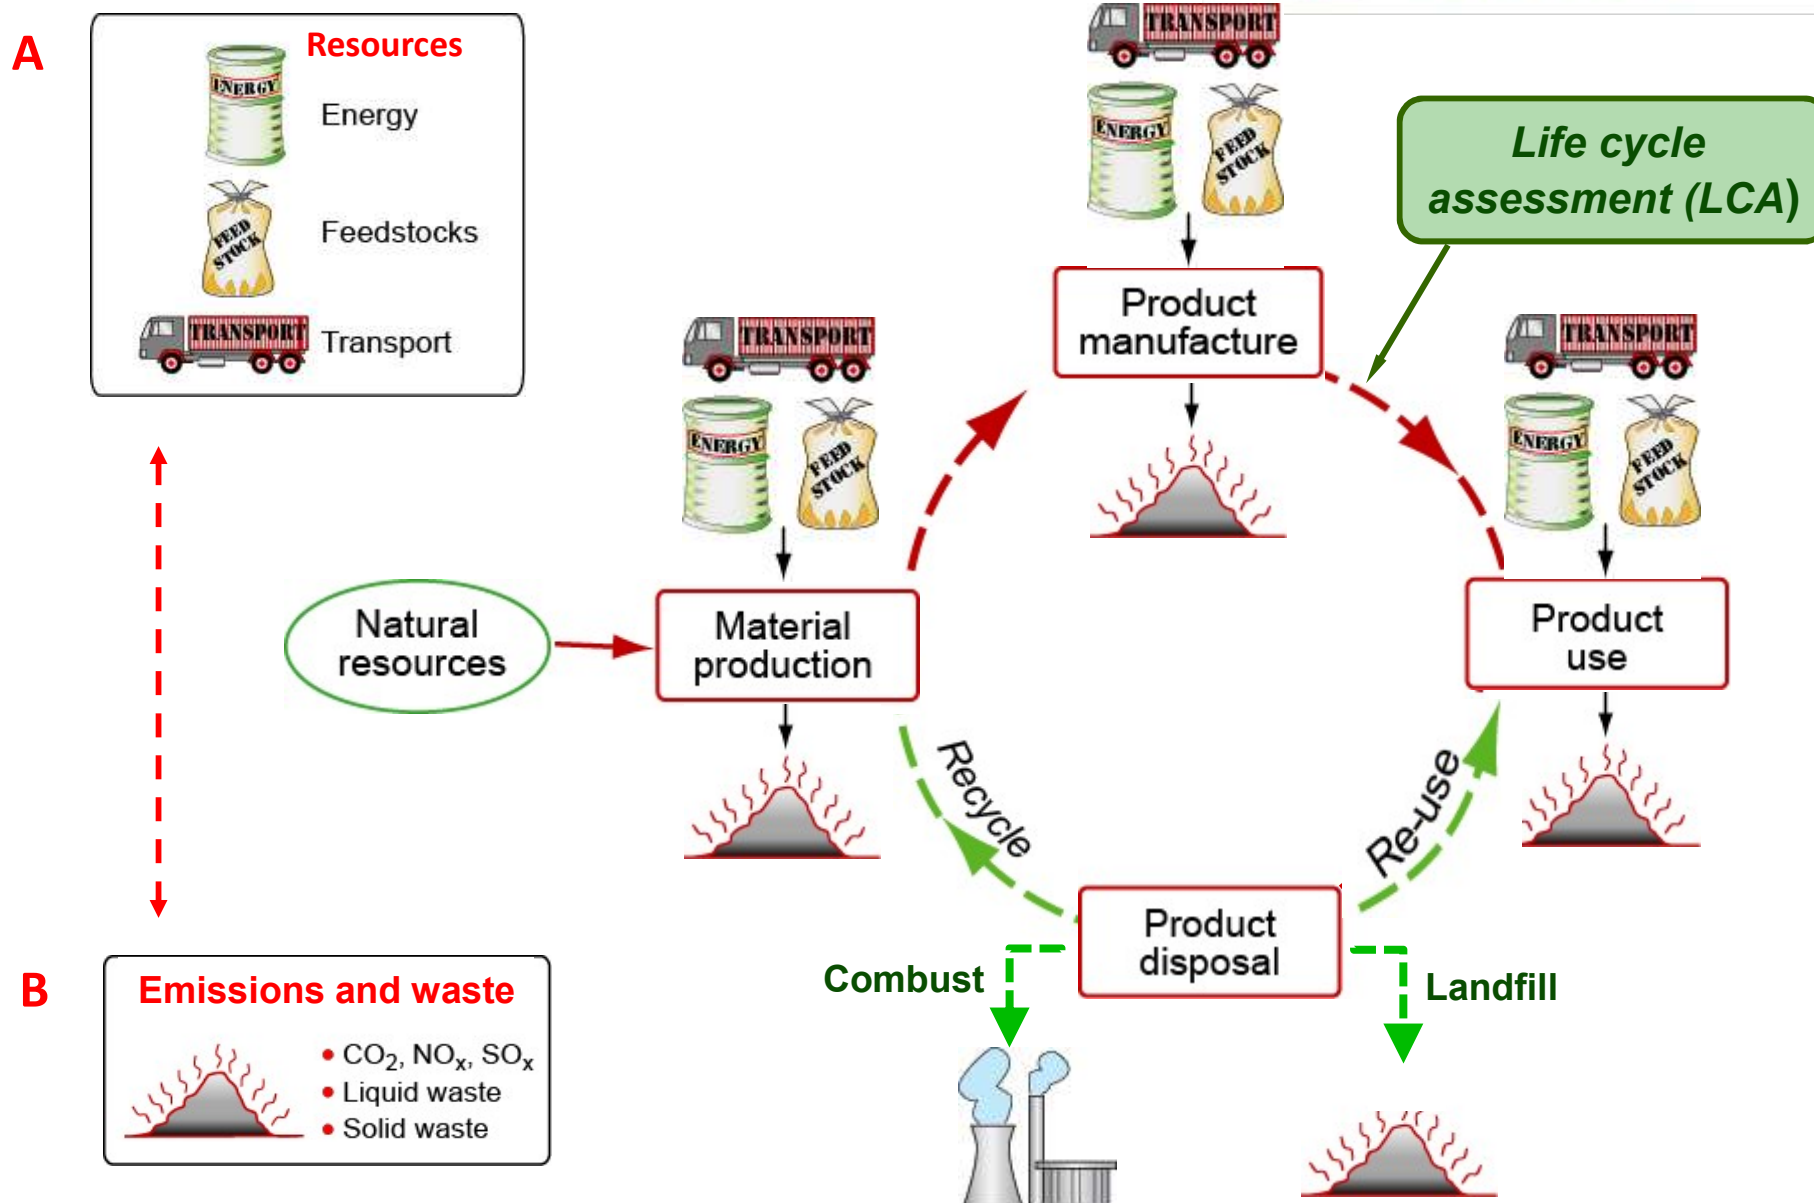 A
Resources
ENERGY
Energy
FEED
STOCK
Feedstocks
TRANSPORT
Transport
B
Emissions and waste
• CO₂, NOₓ, SOₓ
• Liquid waste
• Solid waste
Natural
resources
TRANSPORT
ENERGY
FEED
STOCK
Material
production
TRANSPORT
ENERGY
FEED
STOCK
Product
manufacture
Life cycle
assessment (LCA)
TRANSPORT
ENERGY
FEED
STOCK
Product
use
Recycle
Re-use
Product
disposal
Combust
Landfill